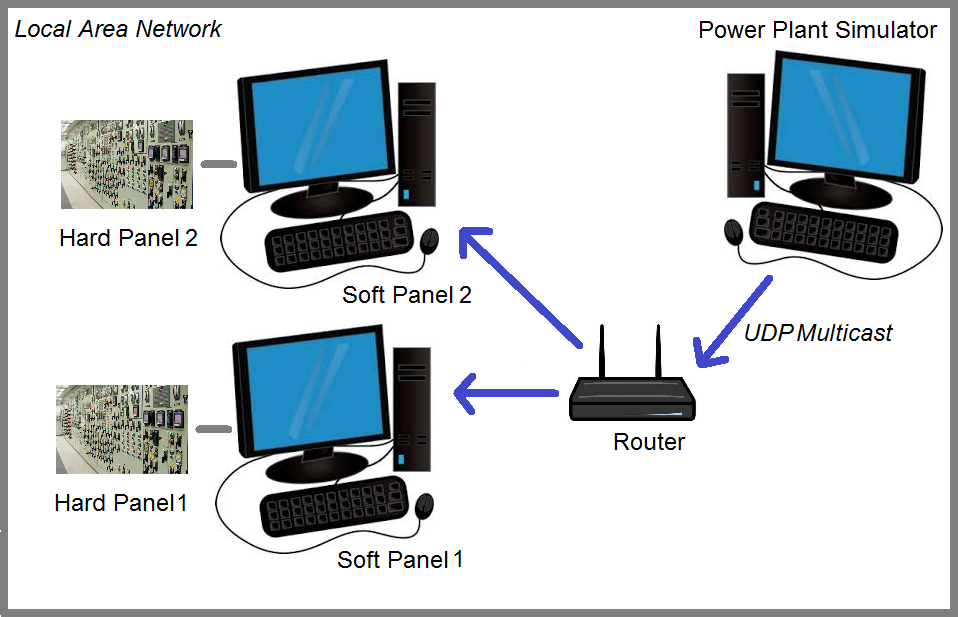 Local Area Network
Power Plant Simulator
Hard Panel 2
Soft Panel 2
UDP Multicast
Router
Hard Panel 1
Soft Panel 1